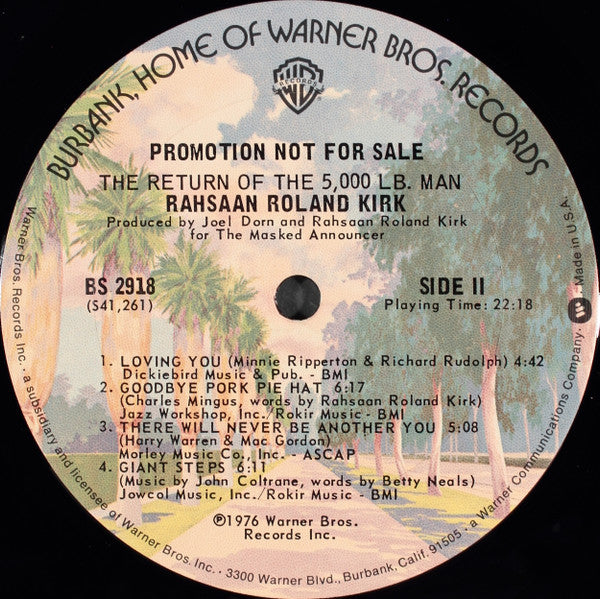 BURBANK, HOME OF WARNER BROS. RECORDS
WB
RECORDS
PROMOTION NOT FOR SALE
THE RETURN OF THE 5,000 LB. MAN
RAHSAAN ROLAND KIRK
Produced by Joel Dorn and Rahsaan Roland Kirk
for The Masked Announcer
BS 2918
(S41,261)
SIDE II
Playing Time: 22:18
1. LOVING YOU (Minnie Ripperton & Richard Rudolph) 4:42
Dickiebird Music & Pub. - BMI
2. GOODBYE PORK PIE HAT 6:17
(Charles Mingus, words by Rahsaan Roland Kirk)
Jazz Workshop, Inc./Rokir Music - BMI
3. THERE WILL NEVER BE ANOTHER YOU 5:08
(Harry Warren & Mac Gordon)
Morley Music Co., Inc. - ASCAP
4. GIANT STEPS 6:11
(Music by John Coltrane, words by Betty Neals)
Jowcol Music, Inc./Rokir Music - BMI
℗1976 Warner Bros.
Records Inc.
Warner Bros. Records Inc. • a subsidiary and licensee of Warner Bros. Inc. • 3300 Warner Blvd., Burbank, Calif. 91505 • a Warner Communications Company • Made in U.S.A.